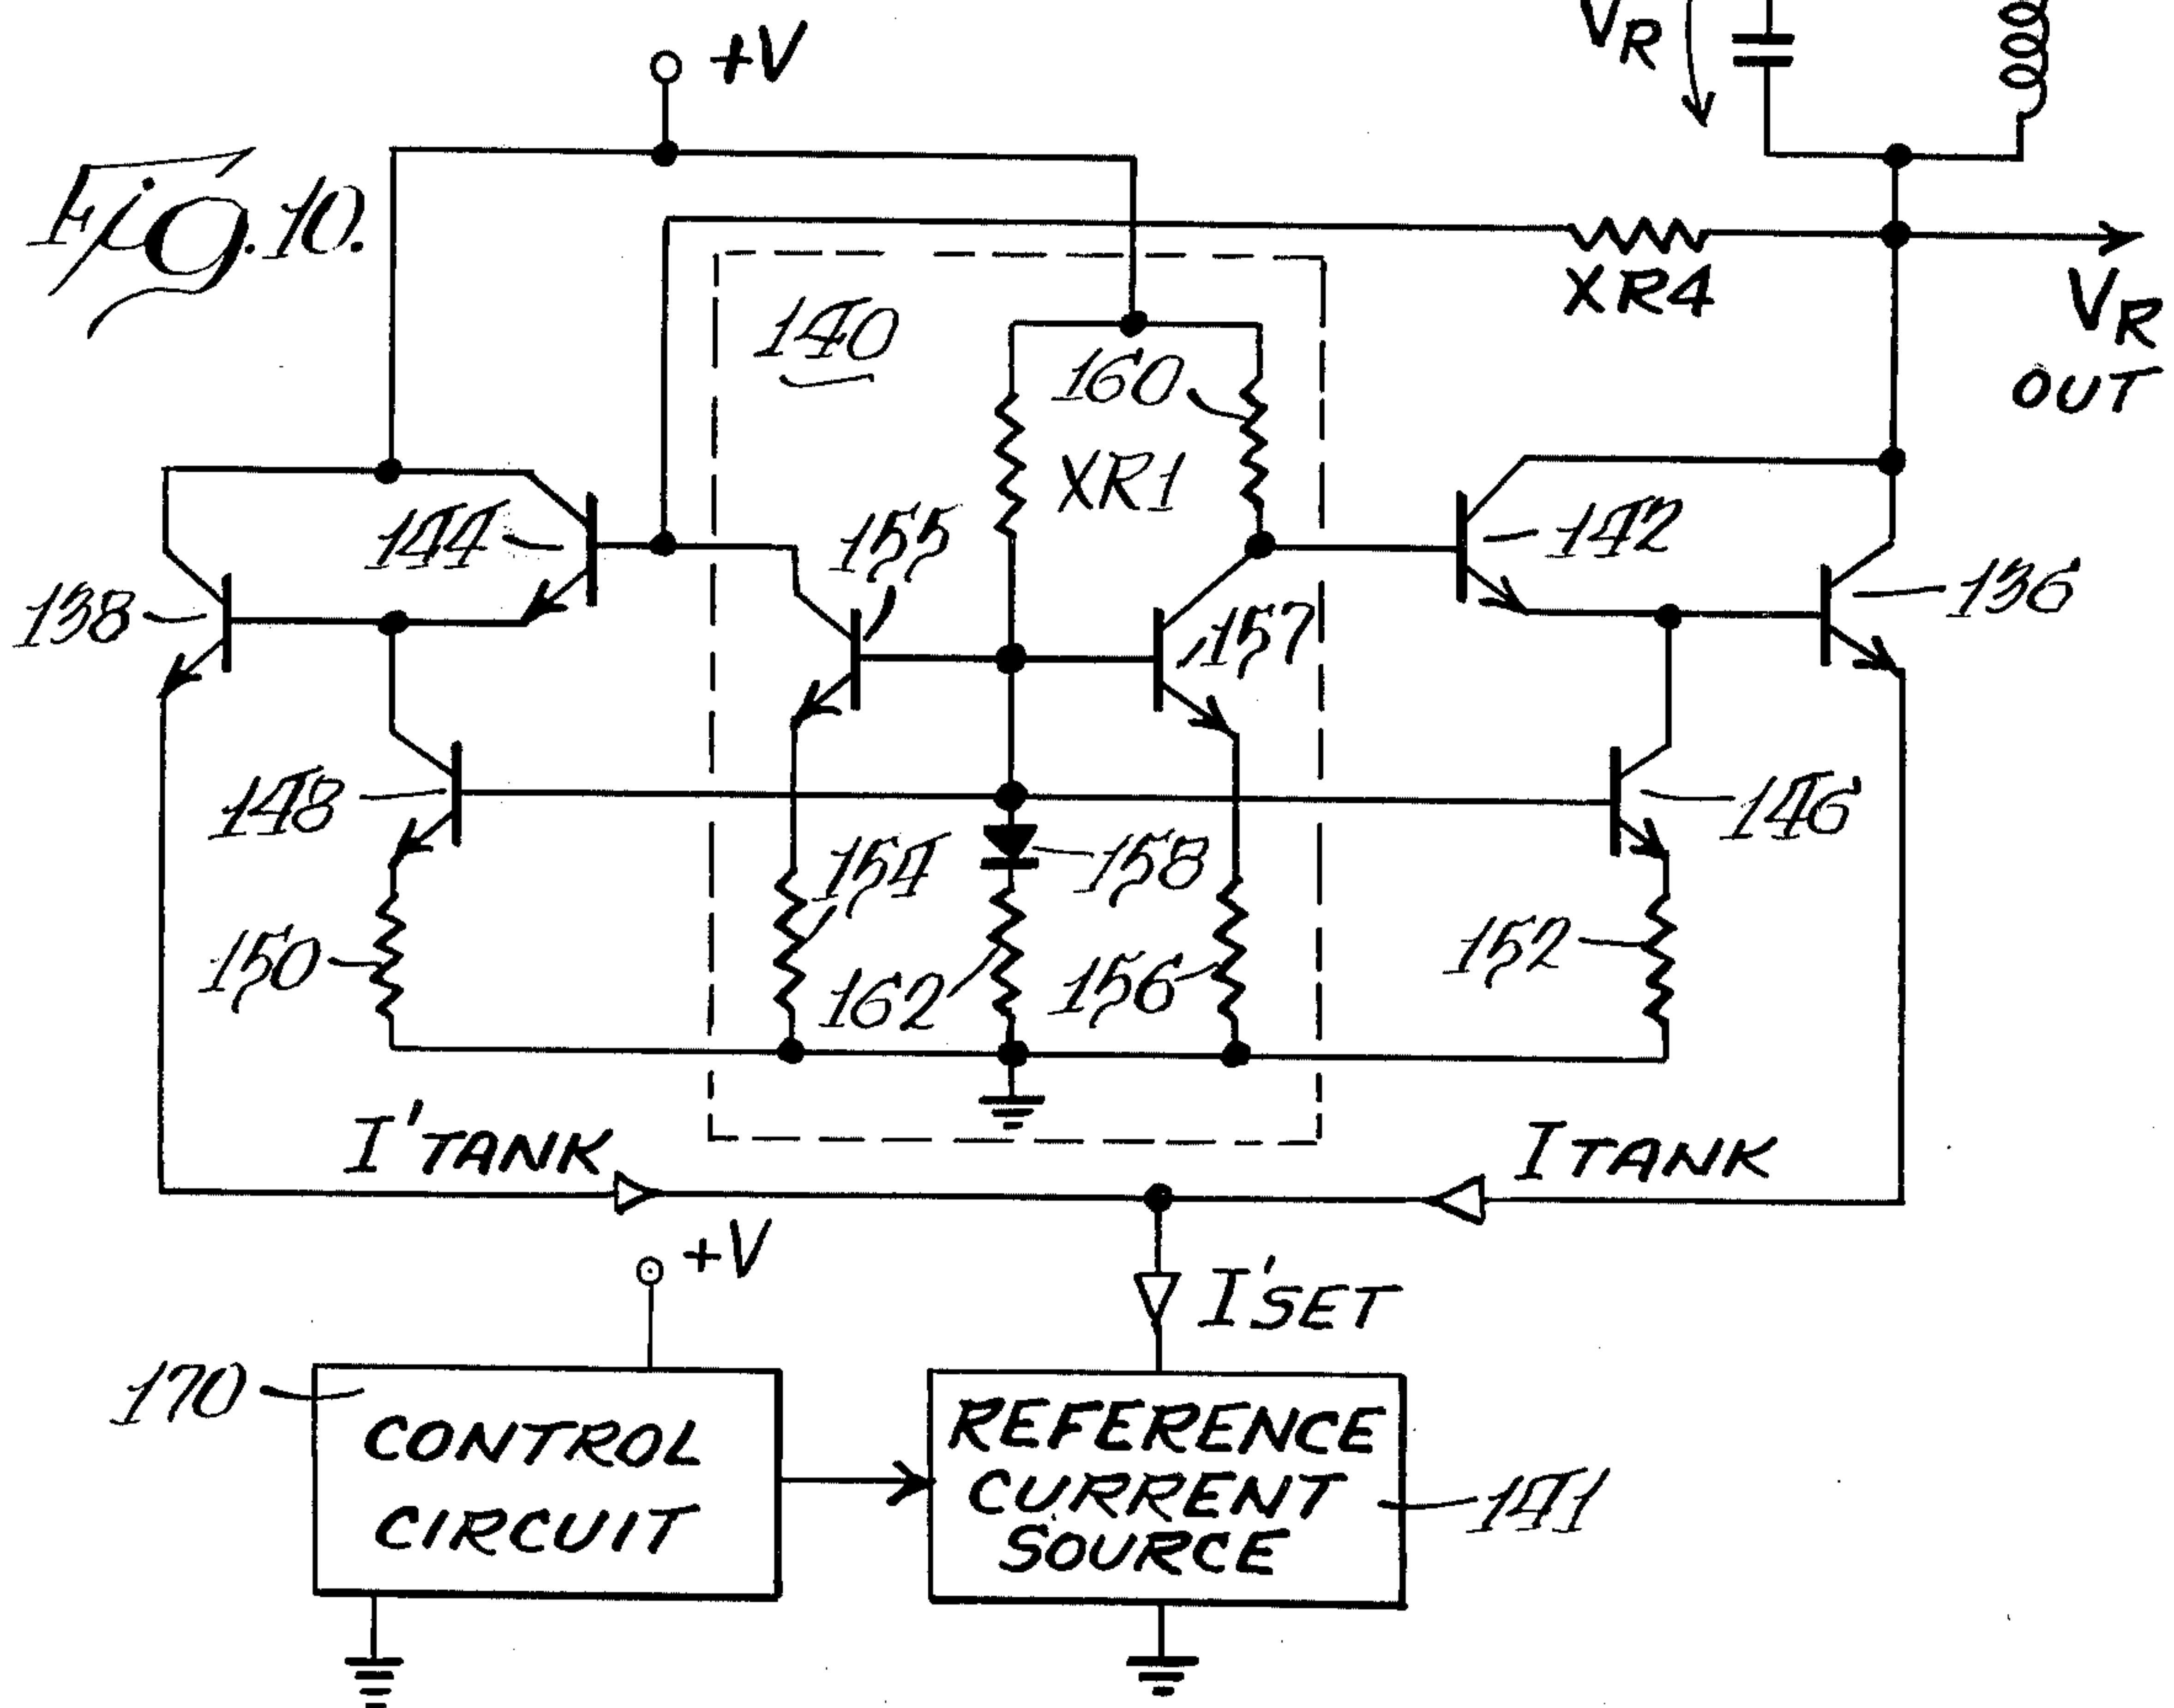 +V
VR
Fig. 10.
XR4
VR
OUT
140
160
XR1
144
155
142
138
157
136
148
146
154
158
150
162
156
152
I'TANK
ITANK
+V
I'SET
170
CONTROL
CIRCUIT
REFERENCE
CURRENT
SOURCE
141